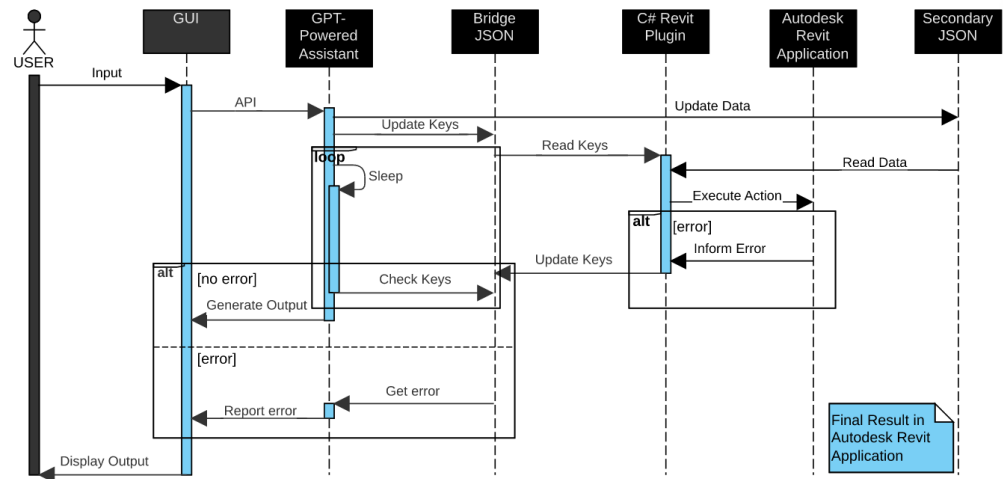 USER
GUI
GPT-
Powered
Assistant
Bridge
JSON
C# Revit
Plugin
Autodesk
Revit
Application
Secondary
JSON
Input
API
Update Data
Update Keys
Read Keys
loop
Sleep
Read Data
Execute Action
alt
[error]
Inform Error
Update Keys
alt
[no error]
Check Keys
Generate Output
[error]
Get error
Report error
Final Result in
Autodesk Revit
Application
Display Output